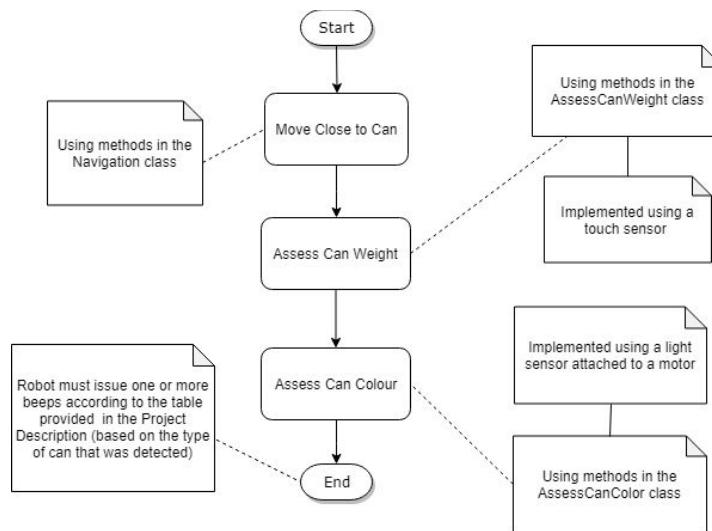 Start
Using methods in the
AssessCanWeight class
Using methods in the
Navigation class
Move Close to Can
Implemented using a
touch sensor
Assess Can Weight
Implemented using a light
sensor attached to a motor
Robot must issue one or more
beeps according to the table
provided in the Project
Description (based on the type
of can that was detected)
Assess Can Colour
End
Using methods in the
AssessCanColor class